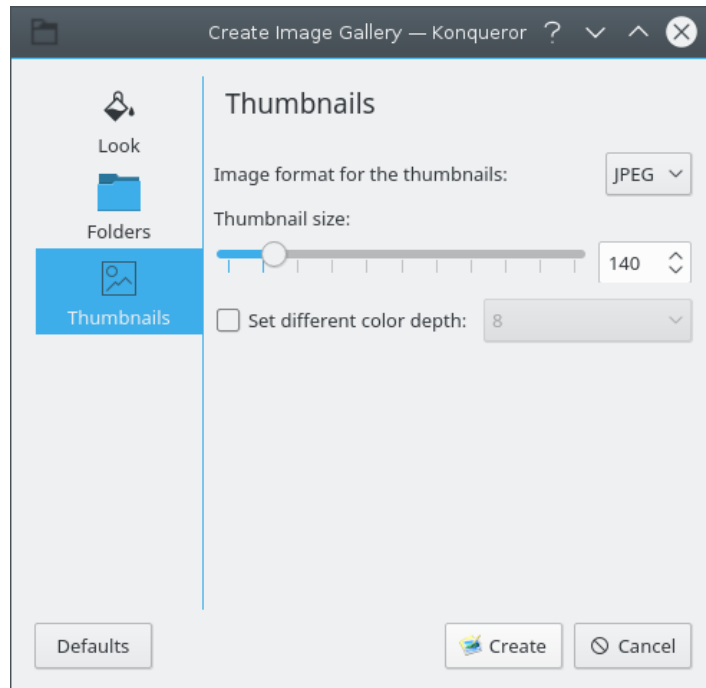 Create Image Gallery — Konqueror
Look
Folders
Thumbnails
Thumbnails
Image format for the thumbnails: JPEG
Thumbnail size:
140
Set different color depth: 8
Defaults Create Cancel